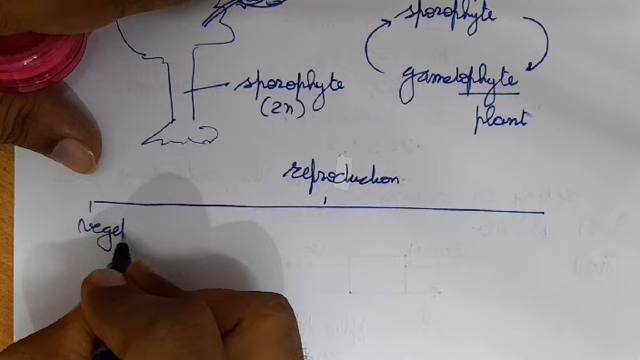 sporophyte
sporophyte
(2n)
gametophyte
plant
reproduction
veget